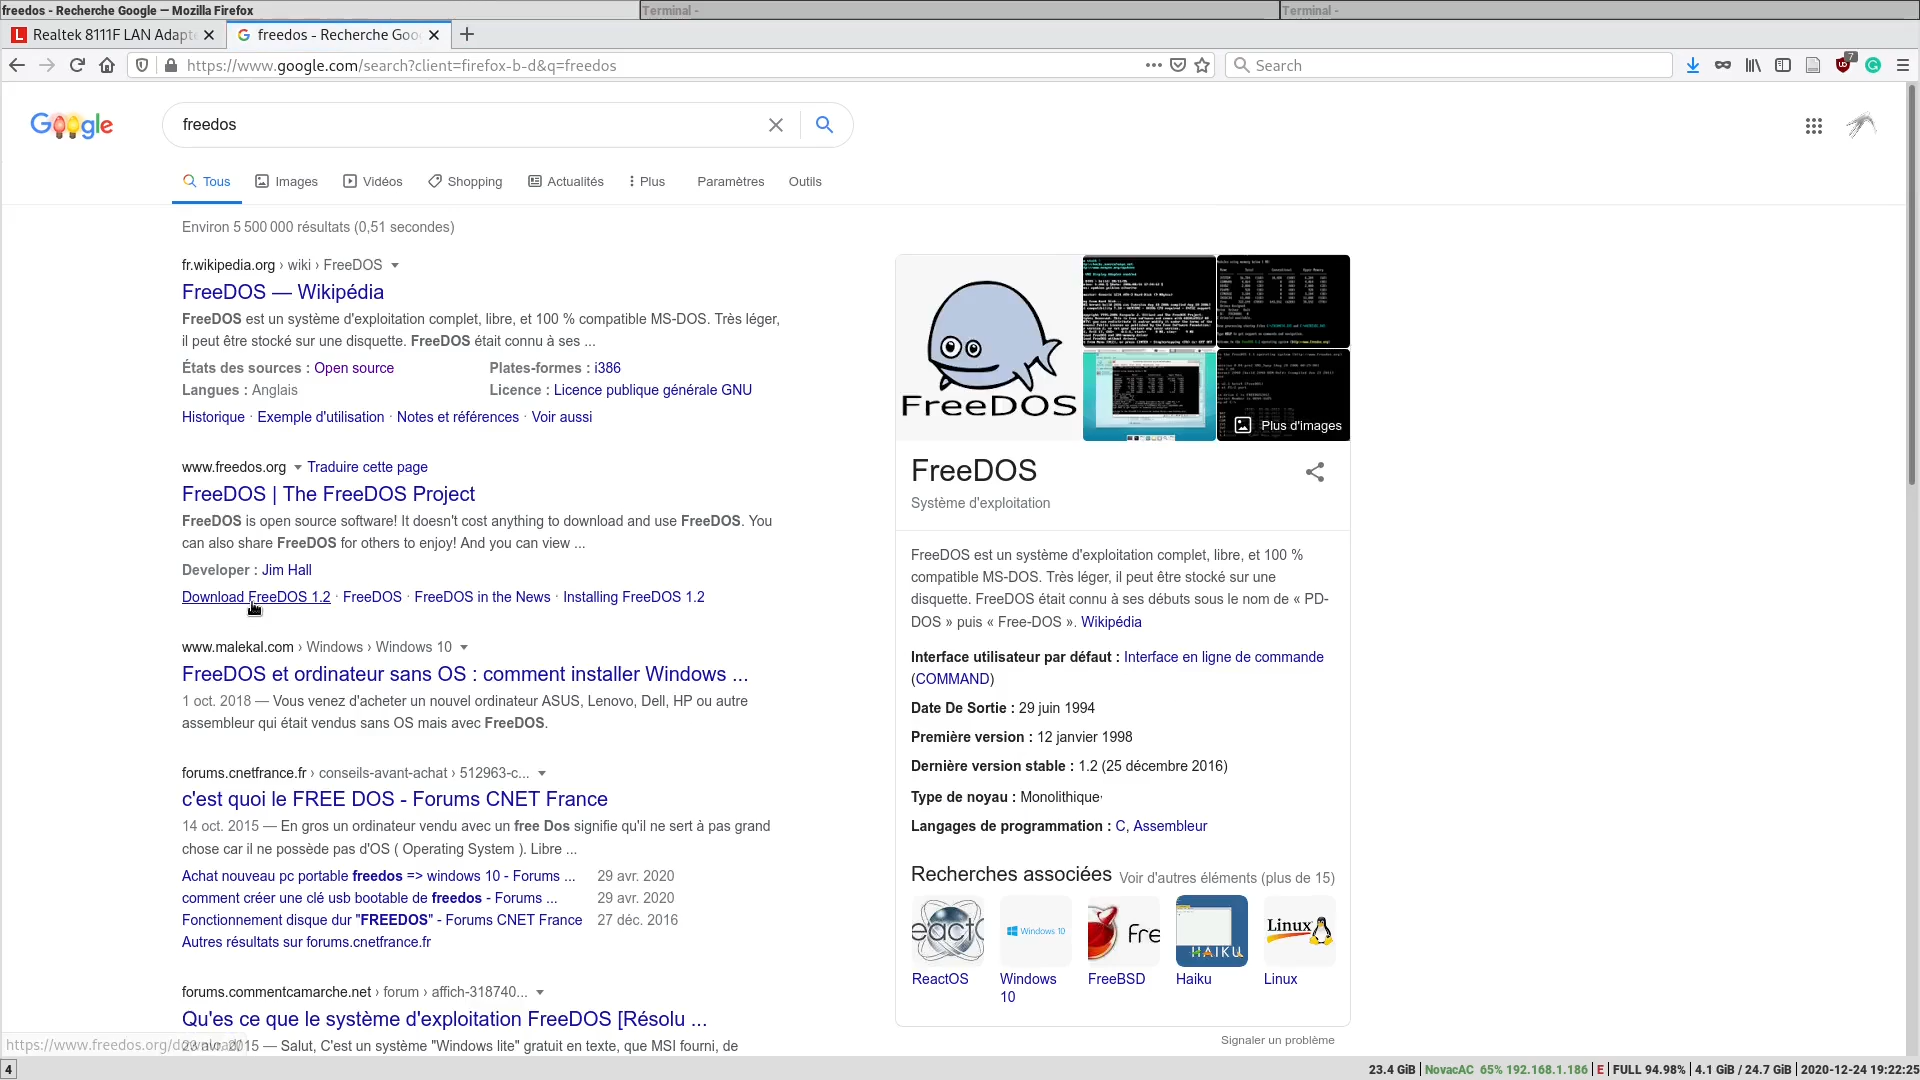 freedos - Recherche Google — Mozilla Firefox
Terminal -
Terminal -
Realtek 8111F LAN Adapt
freedos - Recherche Goo
https://www.google.com/search?client=firefox-b-d&q=freedos
Search
7
Google
freedos
Tous
Images
Vidéos
Shopping
Actualités
Plus
Paramètres
Outils
Environ 5 500 000 résultats (0,51 secondes)
fr.wikipedia.org › wiki › FreeDOS
FreeDOS — Wikipédia
FreeDOS est un système d'exploitation complet, libre, et 100 % compatible MS-DOS. Très léger,
il peut être stocké sur une disquette. FreeDOS était connu à ses ...
États des sources : Open source
Plates-formes : i386
Langues : Anglais
Licence : Licence publique générale GNU
Historique · Exemple d'utilisation · Notes et références · Voir aussi
www.freedos.org
Traduire cette page
FreeDOS | The FreeDOS Project
FreeDOS is open source software! It doesn't cost anything to download and use FreeDOS. You
can also share FreeDOS for others to enjoy! And you can view ...
Developer : Jim Hall
Download FreeDOS 1.2 · FreeDOS · FreeDOS in the News · Installing FreeDOS 1.2
www.malekal.com › Windows › Windows 10
FreeDOS et ordinateur sans OS : comment installer Windows ...
1 oct. 2018 — Vous venez d'acheter un nouvel ordinateur ASUS, Lenovo, Dell, HP ou autre
assembleur qui était vendus sans OS mais avec FreeDOS.
forums.cnetfrance.fr › conseils-avant-achat › 512963-c...
c'est quoi le FREE DOS - Forums CNET France
14 oct. 2015 — En gros un ordinateur vendu avec un free Dos signifie qu'il ne sert à pas grand
chose car il ne possède pas d'OS ( Operating System ). Libre ...
Achat nouveau pc portable freedos => windows 10 - Forums ... 29 avr. 2020
comment créer une clé usb bootable de freedos - Forums ... 29 avr. 2020
Fonctionnement disque dur "FREEDOS" - Forums CNET France 27 déc. 2016
Autres résultats sur forums.cnetfrance.fr
forums.commentcamarche.net › forum › affich-318740...
Qu'es ce que le système d'exploitation FreeDOS [Résolu ...
2015 — Salut, C'est un système "Windows lite" gratuit en texte, que MSI fourni, de
https://www.freedos.org/download/
FreeDOS
Plus d'images
FreeDOS
Système d'exploitation
FreeDOS est un système d'exploitation complet, libre, et 100 %
compatible MS-DOS. Très léger, il peut être stocké sur une
disquette. FreeDOS était connu à ses débuts sous le nom de « PD-
DOS » puis « Free-DOS ». Wikipédia
Interface utilisateur par défaut : Interface en ligne de commande
(COMMAND)
Date De Sortie : 29 juin 1994
Première version : 12 janvier 1998
Dernière version stable : 1.2 (25 décembre 2016)
Type de noyau : Monolithique·
Langages de programmation : C, Assembleur
Recherches associées
Voir d'autres éléments (plus de 15)
eacto
Windows 10
Fre
HAIKU
Linux
ReactOS
Windows
10
FreeBSD
Haiku
Linux
Signaler un problème
4
23.4 GiB | NovacAC 65% 192.168.1.186 | E | FULL 94.98% | 4.1 GiB / 24.7 GiB | 2020-12-24 19:22:25